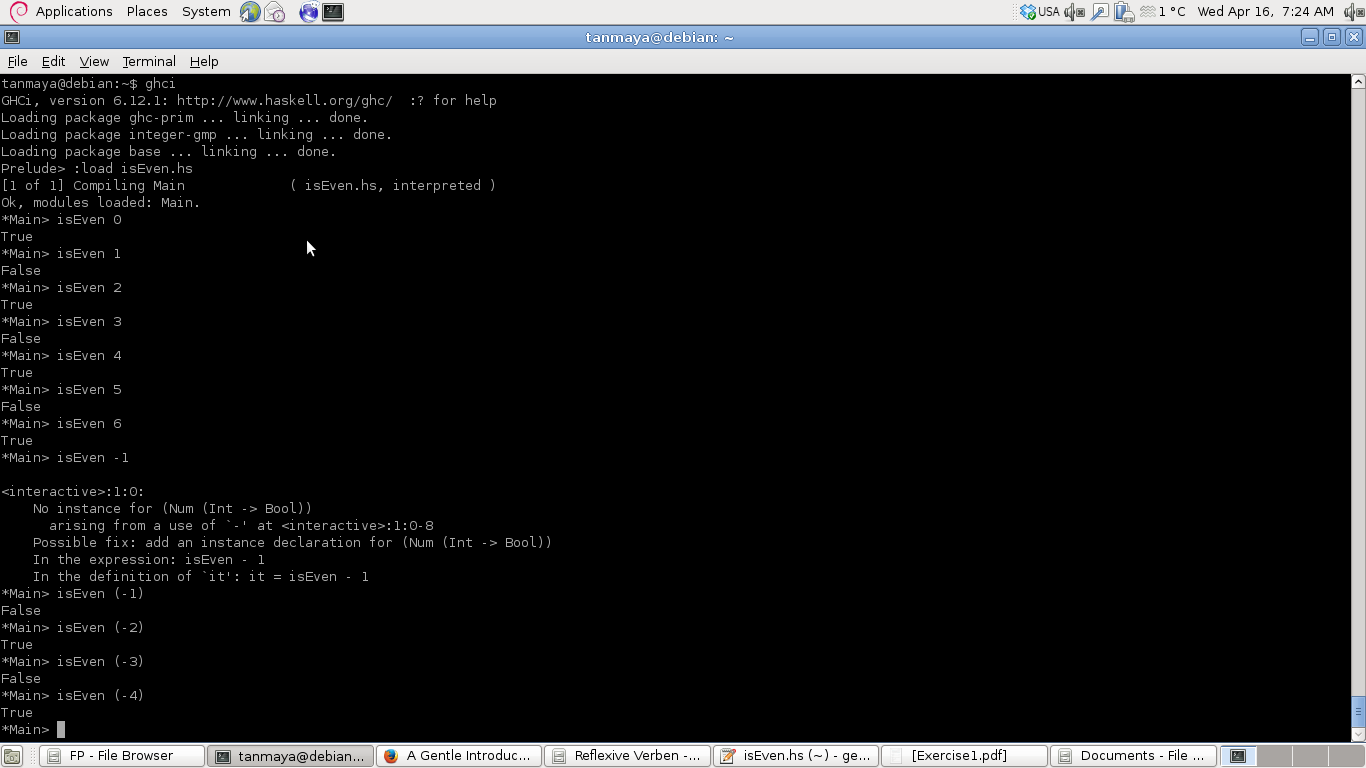 Applications Places System USA 1 °C Wed Apr 16, 7:24 AM
tanmaya@debian: ~
File Edit View Terminal Help
tanmaya@debian:~$ ghci
GHCi, version 6.12.1: http://www.haskell.org/ghc/  :? for help
Loading package ghc-prim ... linking ... done.
Loading package integer-gmp ... linking ... done.
Loading package base ... linking ... done.
Prelude> :load isEven.hs
[1 of 1] Compiling Main             ( isEven.hs, interpreted )
Ok, modules loaded: Main.
*Main> isEven 0
True
*Main> isEven 1
False
*Main> isEven 2
True
*Main> isEven 3
False
*Main> isEven 4
True
*Main> isEven 5
False
*Main> isEven 6
True
*Main> isEven -1
<interactive>:1:0:
    No instance for (Num (Int -> Bool))
      arising from a use of `-' at <interactive>:1:0-8
    Possible fix: add an instance declaration for (Num (Int -> Bool))
    In the expression: isEven - 1
    In the definition of `it': it = isEven - 1
*Main> isEven (-1)
False
*Main> isEven (-2)
True
*Main> isEven (-3)
False
*Main> isEven (-4)
True
*Main>
FP - File Browser tanmaya@debian... A Gentle Introduc... Reflexive Verben -... isEven.hs (~) - ge... [Exercise1.pdf] Documents - File ...